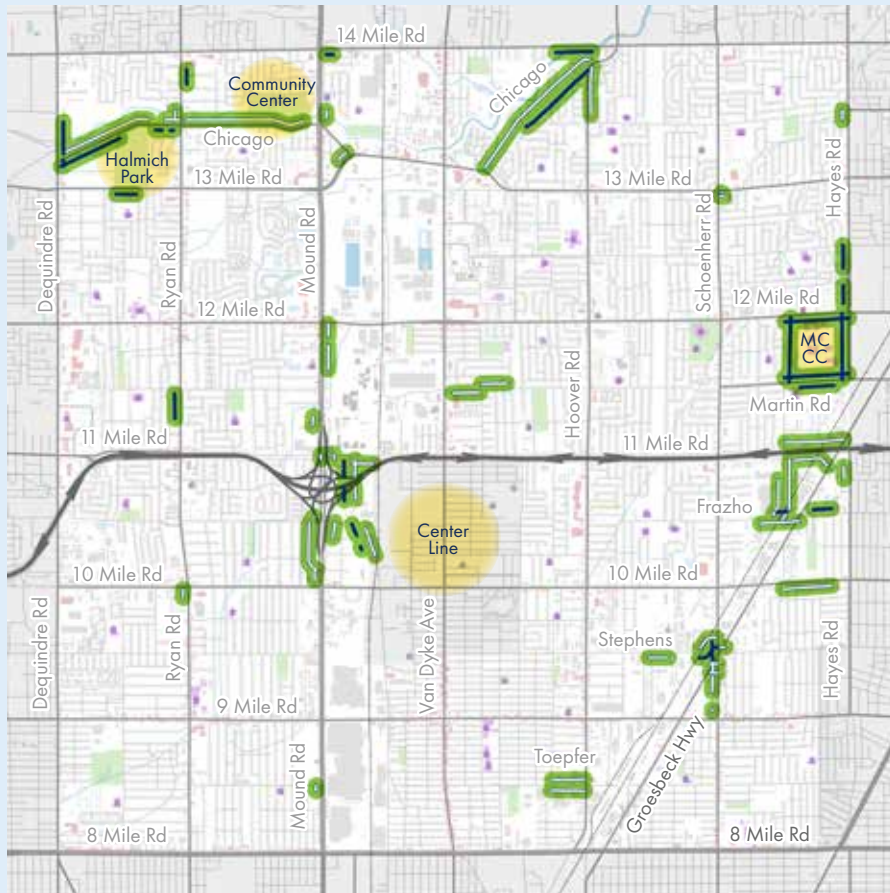 14 Mile Rd
Community
Center
Chicago
Chicago
Halmich
Park
13 Mile Rd
13 Mile Rd
Dequindre Rd
Ryan Rd
Mound Rd
Schoenherr Rd
Hayes Rd
12 Mile Rd
12 Mile Rd
MC
CC
Hoover Rd
Martin Rd
11 Mile Rd
11 Mile Rd
Frazho
Center
Line
10 Mile Rd
10 Mile Rd
Dequindre Rd
Ryan Rd
Van Dyke Ave
Stephens
Hayes Rd
9 Mile Rd
Mound Rd
Toepfer
Groesbeck Hwy
8 Mile Rd
8 Mile Rd